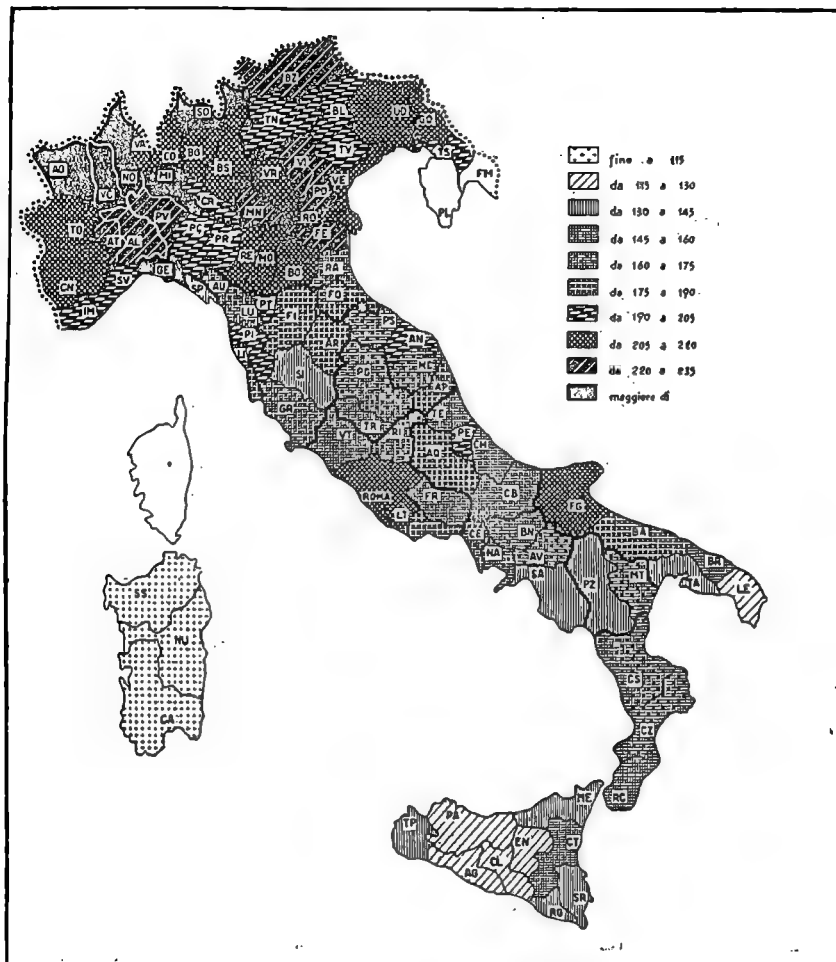 BZ
SO
TN
BL
UD
GO
VA
CO
BG
BS
TV
TS
AO
NO
MI
VI
VR
VE
FM
VC
CR
PD
TO
PV
MN
RO
PL
AT
AL
PC
FE
PR
RE
MO
CN
SV
GE
BO
RA
SP
AU
IM
LU
PT
FO
FI
PI
PS
LI
AR
AN
MC
SI
PG
AP
GR
TE
TR
RI
VT
PE
CH
AQ
ROMA
FR
CB
FG
LT
BA
CE
BN
NA
AV
BR
SA
PZ
MT
TA
LE
SS
NU
CS
CA
CZ
RC
ME
TP
PA
EN
CT
CL
AG
SR
RG
fino a 115
da 115 a 130
da 130 a 145
da 145 a 160
da 160 a 175
da 175 a 190
da 190 a 205
da 205 a 220
da 220 a 235
maggiore di